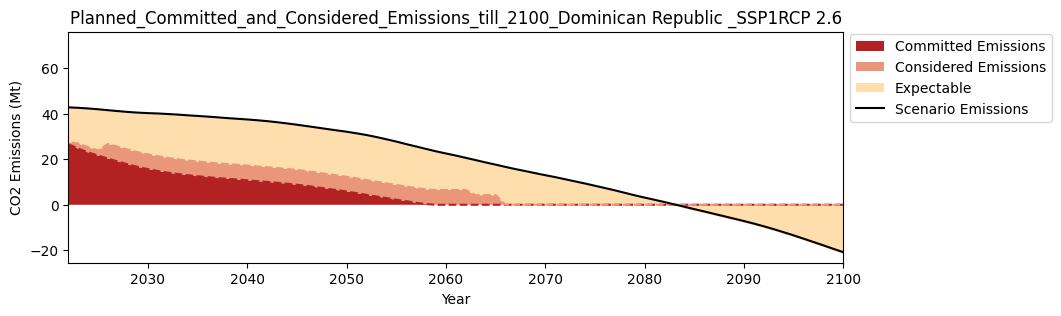 Planned_Committed_and_Considered_Emissions_till_2100_Dominican Republic _SSP1RCP 2.6
Committed Emissions
Considered Emissions
Expectable
Scenario Emissions
CO2 Emissions (Mt)
60
40
20
0
−20
2030 2040 2050 2060 2070 2080 2090 2100
Year